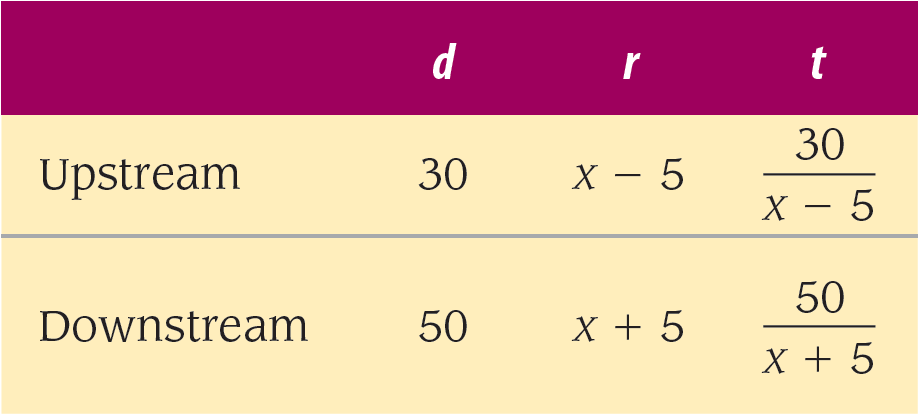 d r t
Upstream 30 x − 5 30/(x − 5)
Downstream 50 x + 5 50/(x + 5)